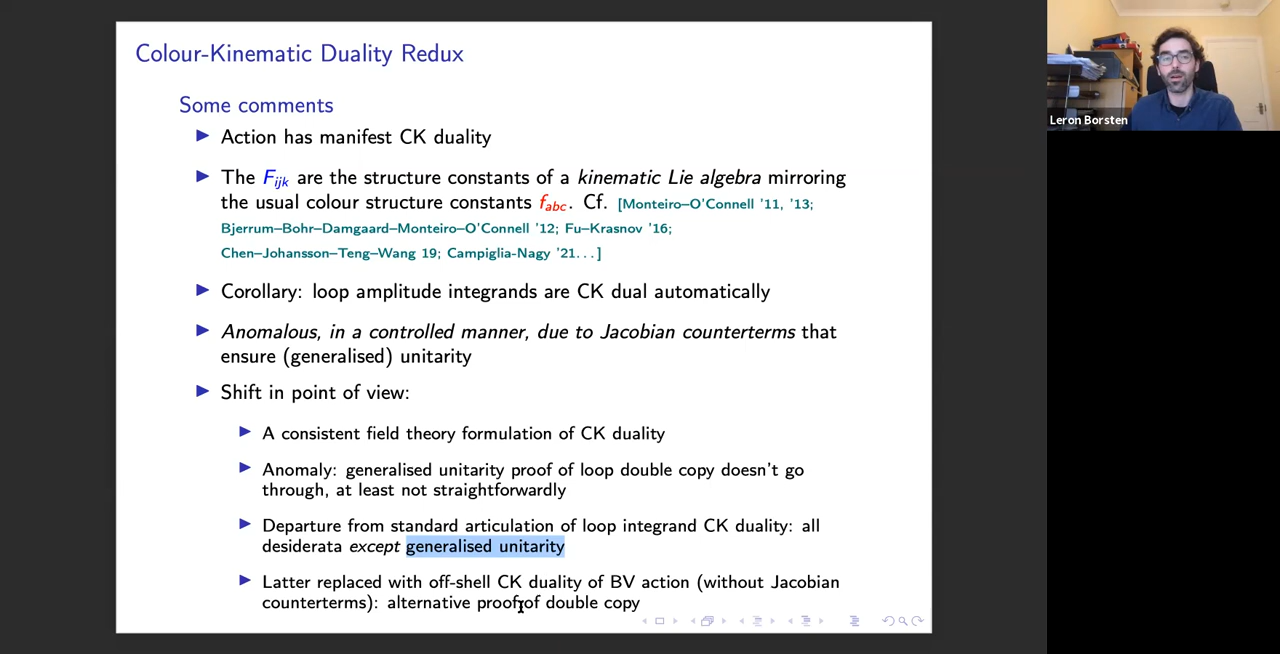 Colour-Kinematic Duality Redux
Some comments
Action has manifest CK duality
The F_ijk are the structure constants of a kinematic Lie algebra mirroring
the usual colour structure constants f_abc. Cf. [Monteiro–O'Connell '11, '13;
Bjerrum–Bohr–Damgaard–Monteiro–O'Connell '12; Fu–Krasnov '16;
Chen–Johansson–Teng–Wang 19; Campiglia-Nagy '21...]
Corollary: loop amplitude integrands are CK dual automatically
Anomalous, in a controlled manner, due to Jacobian counterterms that
ensure (generalised) unitarity
Shift in point of view:
A consistent field theory formulation of CK duality
Anomaly: generalised unitarity proof of loop double copy doesn't go
through, at least not straightforwardly
Departure from standard articulation of loop integrand CK duality: all
desiderata except generalised unitarity
Latter replaced with off-shell CK duality of BV action (without Jacobian
counterterms): alternative proof of double copy
Leron Borsten